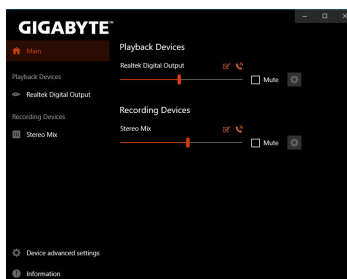 GIGABYTE™
Main
Playback Devices
Realtek Digital Output
Recording Devices
Stereo Mix
Device advanced settings
Information
Playback Devices
Realtek Digital Output
Mute
Recording Devices
Stereo Mix
Mute